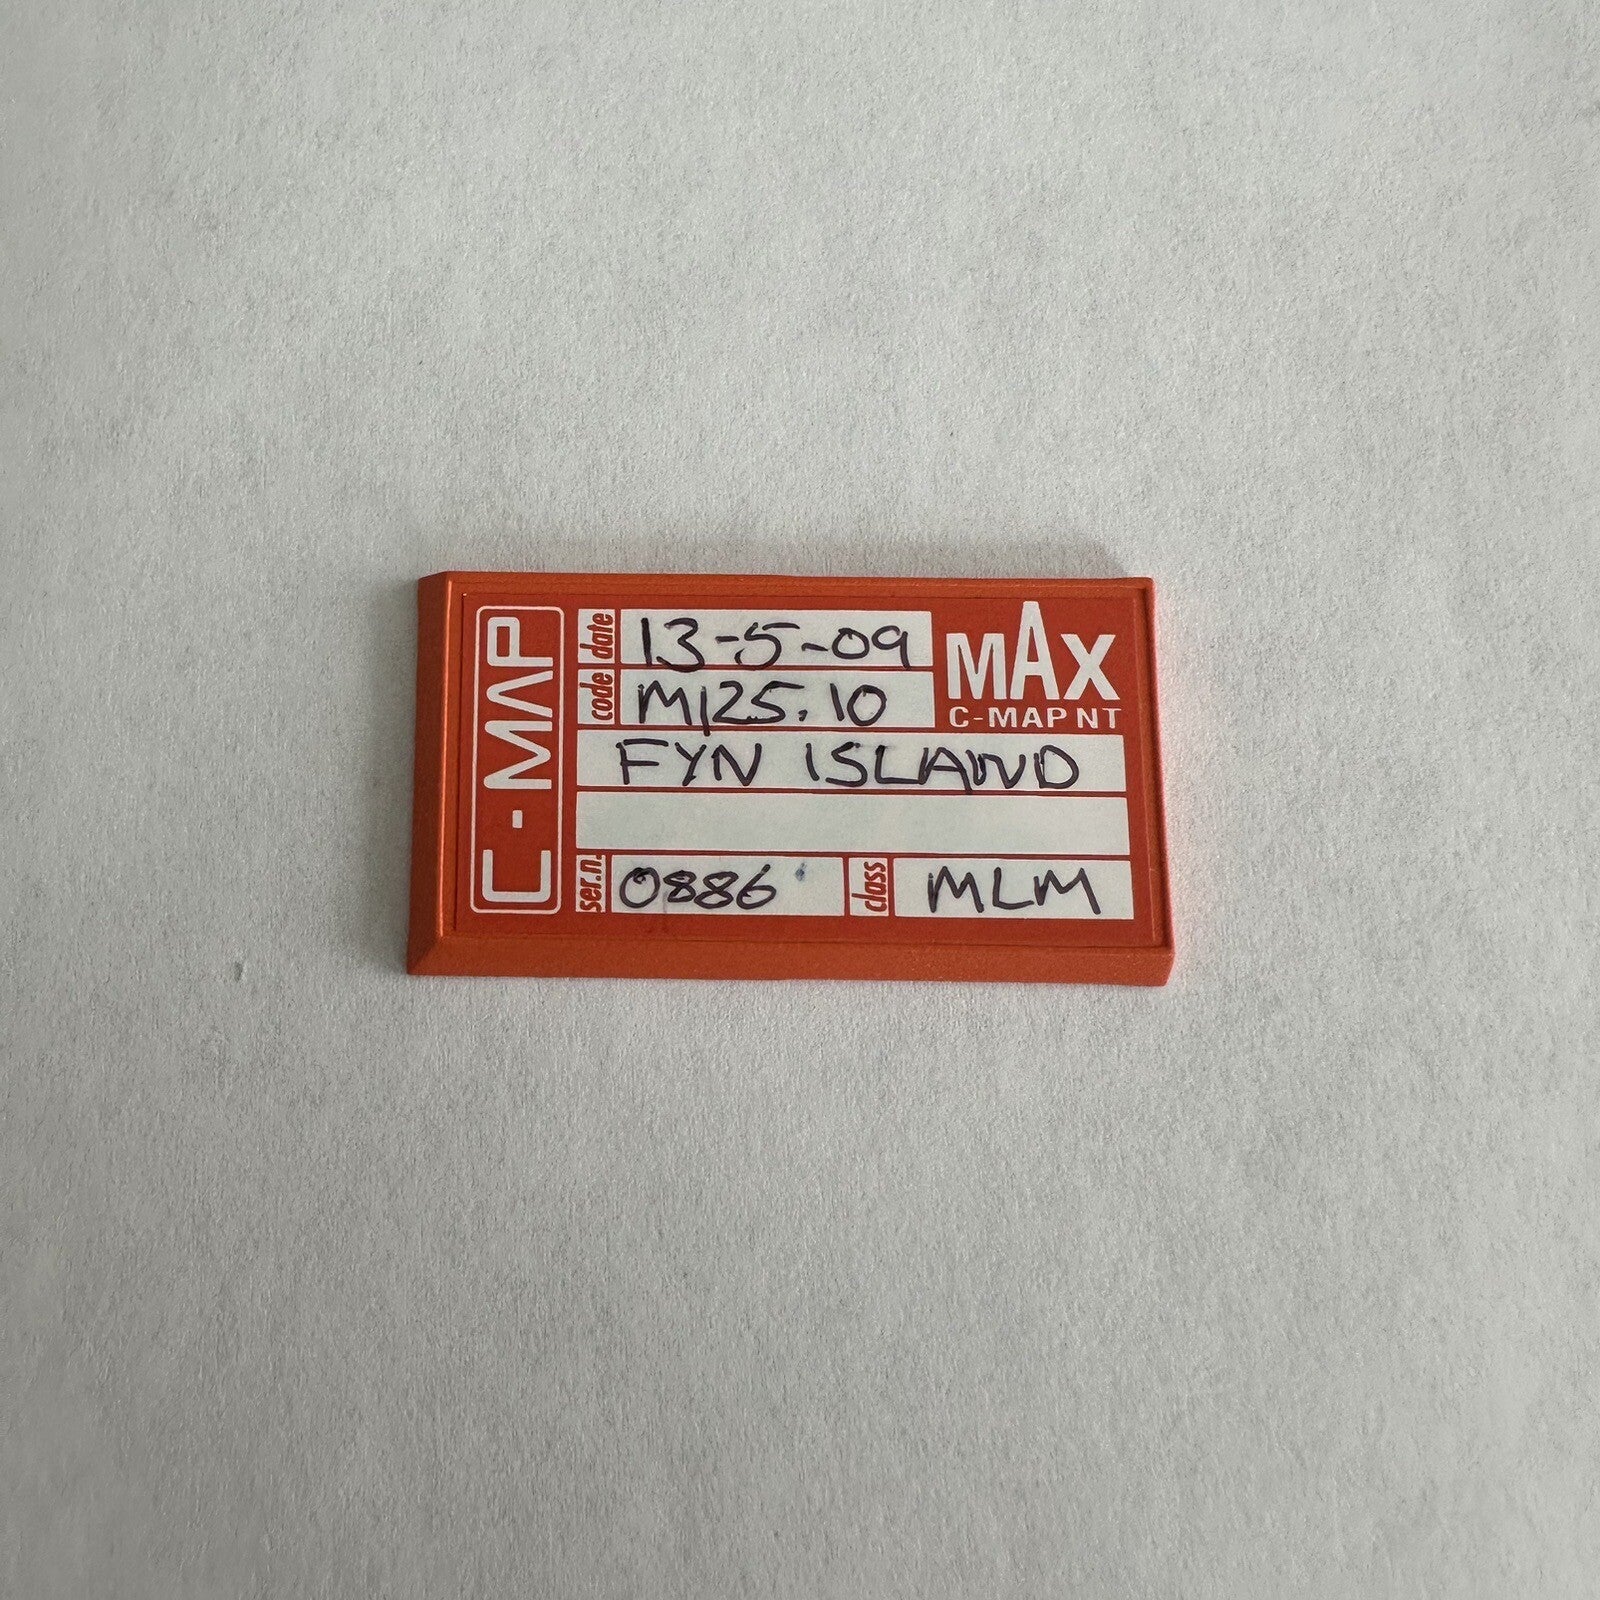 C-MAP
date 13-5-09
code M125.10
MAX
C-MAP NT
FYN ISLAND
ser.n. 0886
class MLM